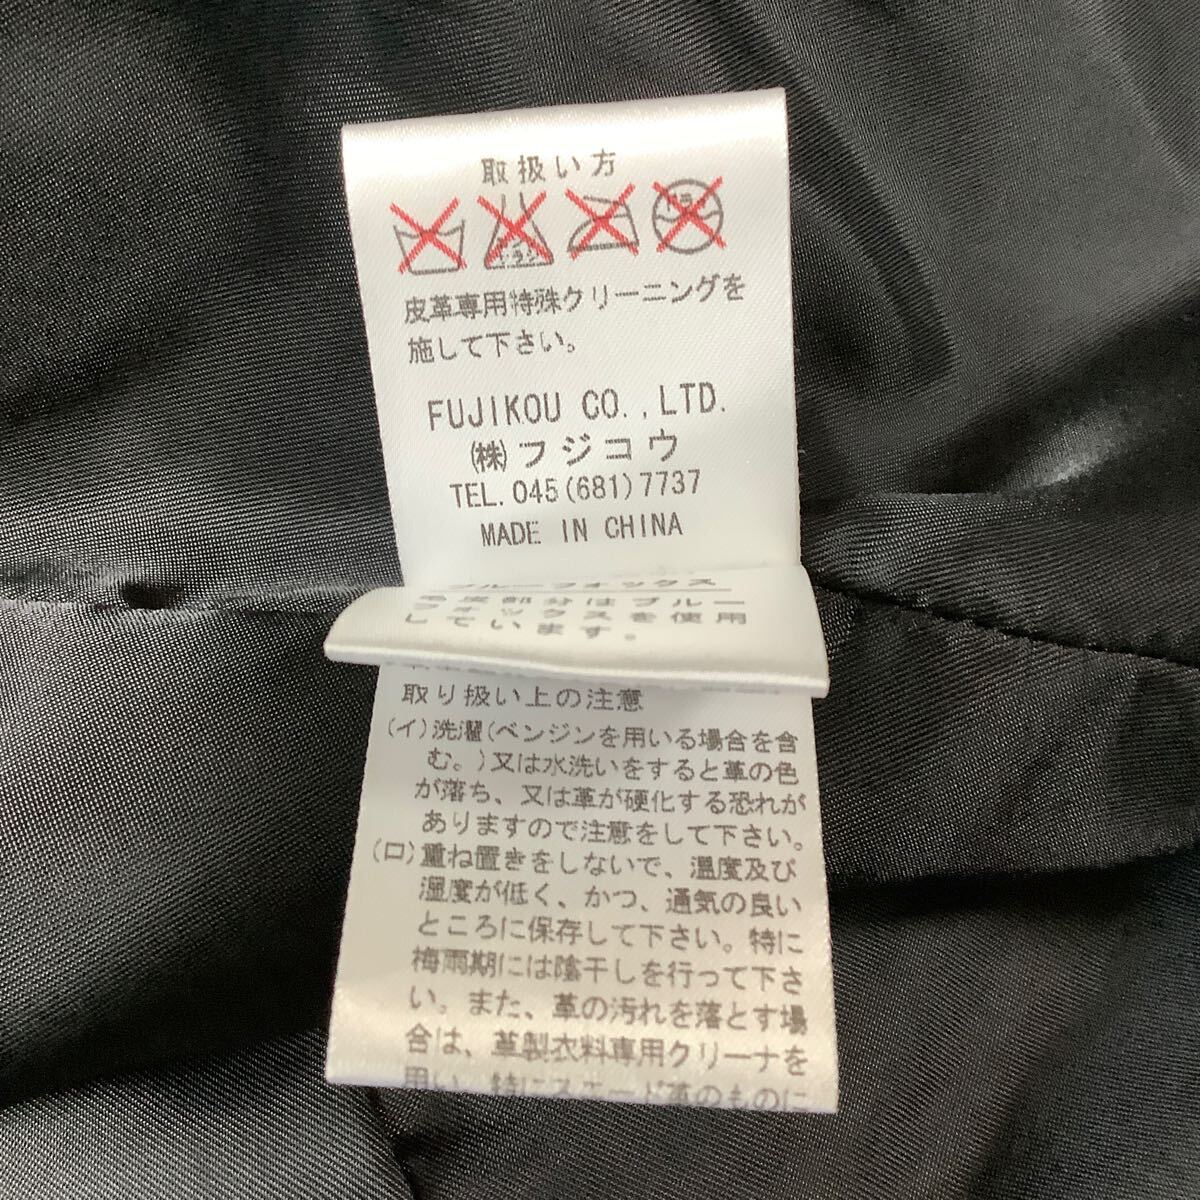 取扱い方
エンソサラシ
皮革専用特殊クリーニングを
施して下さい。
FUJIKOU CO.,LTD.
(株)フジコウ
TEL.045(681)7737
MADE IN CHINA
ブルーフォックス
毛皮部分はブルー
フォックスを使用
しています。
取り扱い上の注意
(イ)洗濯(ベンジンを用いる場合を含
む。)又は水洗いをすると革の色
が落ち、又は革が硬化する恐れが
ありますので注意をして下さい。
(ロ)重ね置きをしないで、温度及び
湿度が低く、かつ、通気の良い
ところに保存して下さい。特に
梅雨期には陰干しを行って下さ
い。また、革の汚れを落とす場
合は、革製衣料専用クリーナを
用い、特にスエード革のものに